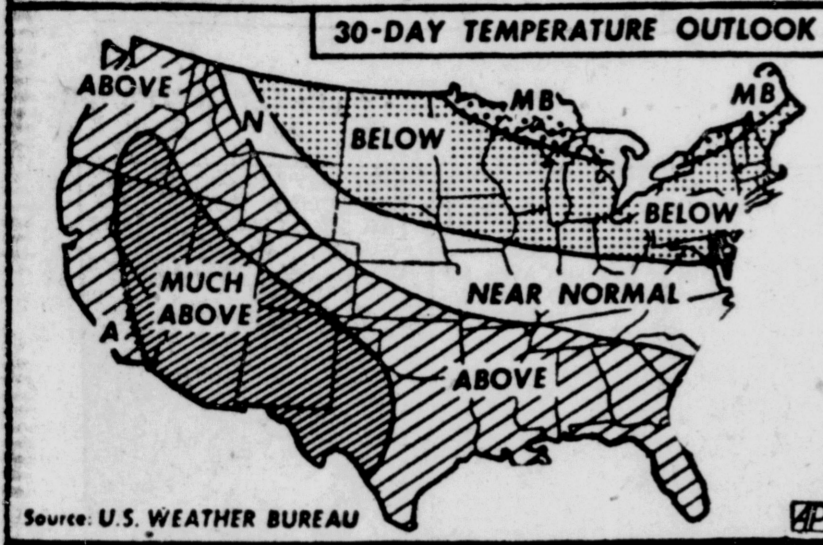 30-DAY TEMPERATURE OUTLOOK
ABOVE
MB
MB
N
BELOW
BELOW
MUCH
ABOVE
NEAR NORMAL
A
ABOVE
Source: U.S. WEATHER BUREAU
AP